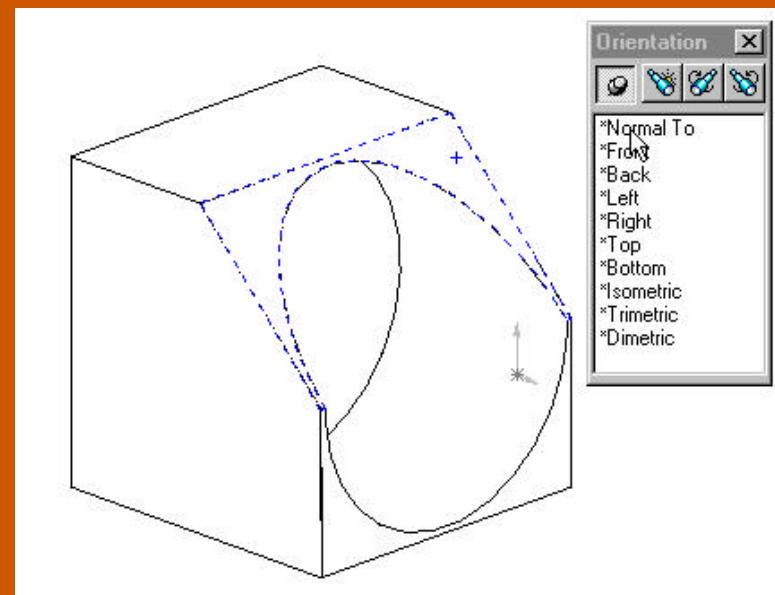 Orientation
*Normal To
*Front
*Back
*Left
*Right
*Top
*Bottom
*Isometric
*Trimetric
*Dimetric